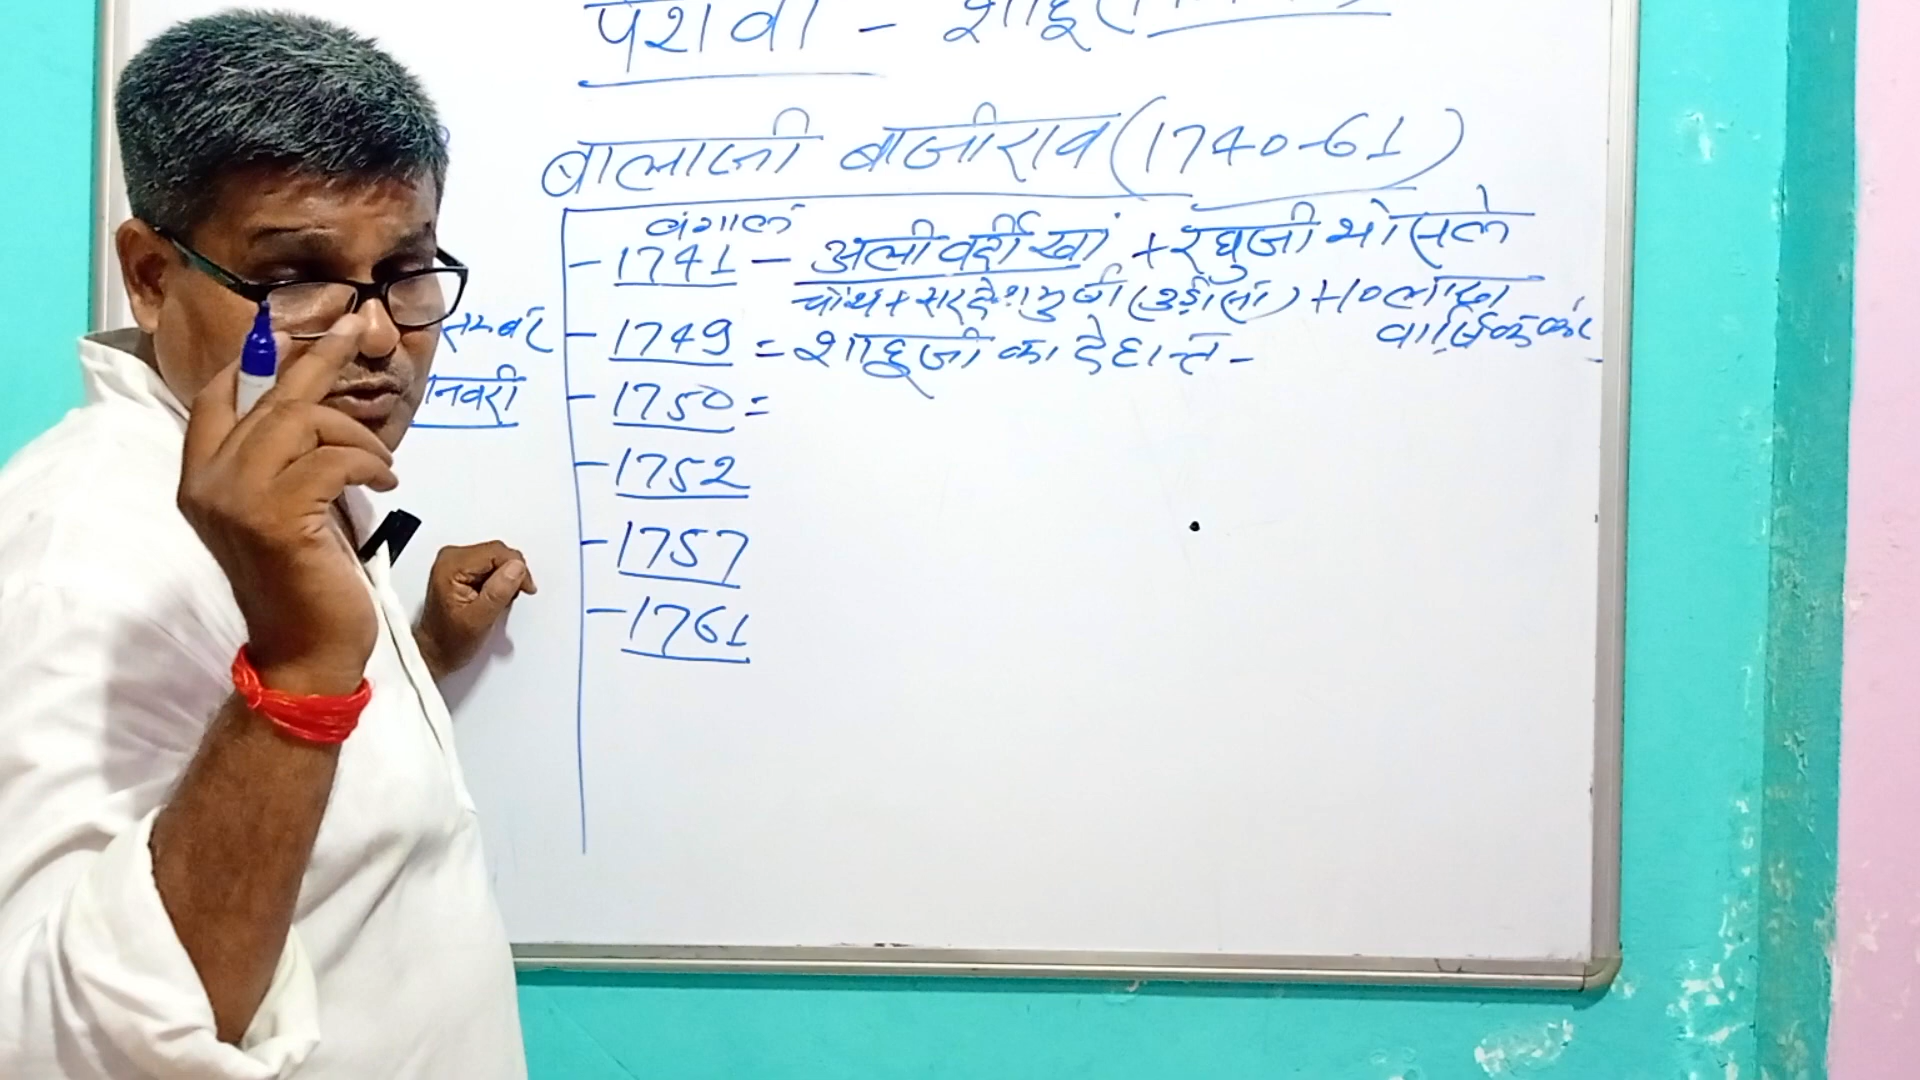 पेशवा - शाहू
बालाजी बाजीराव (1740-61)
बंगाल
- 1741 - अलीवर्दी खां + रघुजी भोसले
चौथ + सरदेशमुखी (उड़ीसा) + 10 लाख
वार्षिक कर
- 1749 = शाहूजी का देहान्त -
- 1750 =
- 1752
- 1757
- 1761